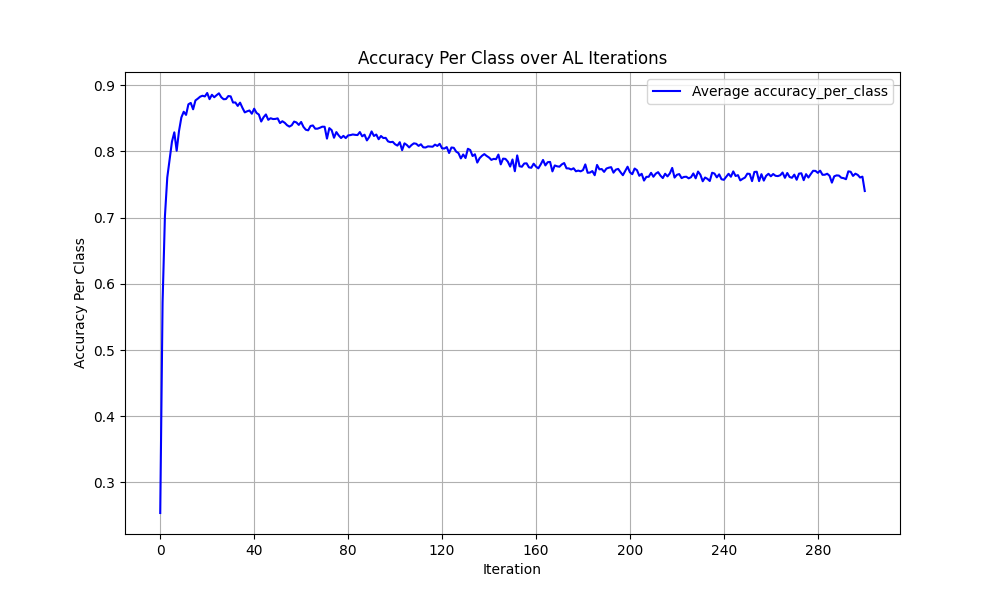 Accuracy Per Class over AL Iterations
Average accuracy_per_class
Accuracy Per Class
0.9
0.8
0.7
0.6
0.5
0.4
0.3
0 40 80 120 160 200 240 280
Iteration